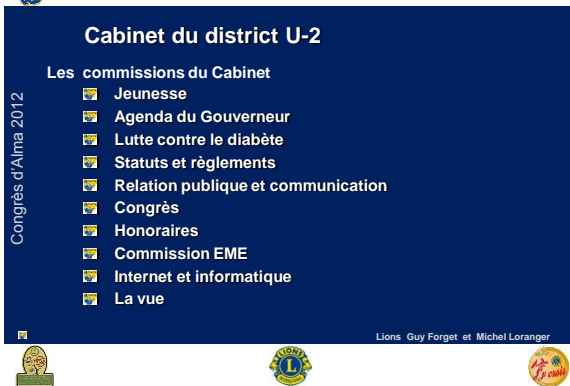 Cabinet du district U-2
Les commissions du Cabinet
Jeunesse
Agenda du Gouverneur
Lutte contre le diabète
Statuts et règlements
Relation publique et communication
Congrès
Honoraires
Commission EME
Internet et informatique
La vue
Congrès d'Alma 2012
Lions Guy Forget et Michel Loranger
LIONS
L
J'y crois